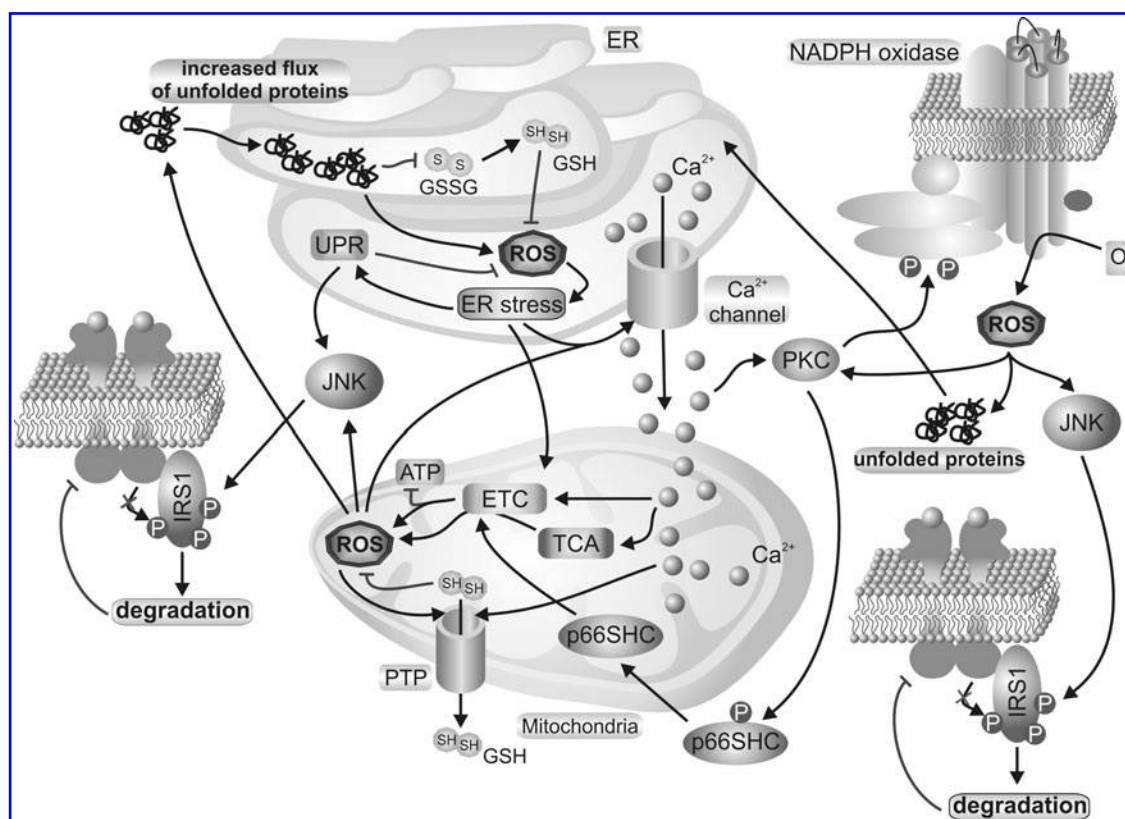 ER
NADPH oxidase
increased flux
of unfolded proteins
SH SH
GSH
S S
GSSG
Ca²⁺
UPR
ROS
ER stress
Ca²⁺
channel
P P
O
ROS
JNK
PKC
JNK
unfolded proteins
ATP
ETC
ROS
TCA
Ca²⁺
IRS1
P
P
P
degradation
SH SH
p66SHC
PTP
Mitochondria
P
p66SHC
SH SH
GSH
IRS1
P
P
P
degradation